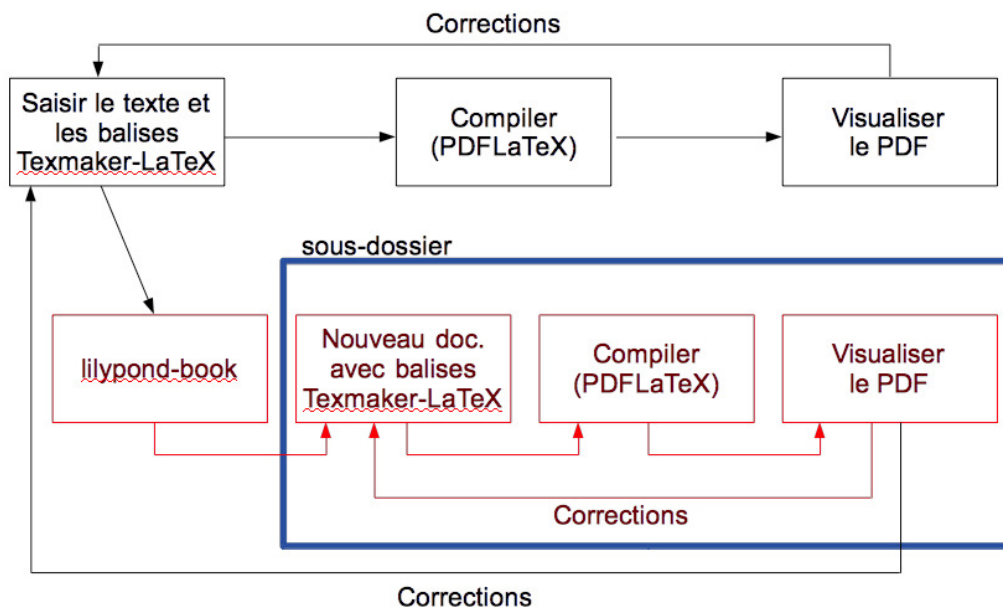 Corrections
Saisir le texte et
les balises
Texmaker-LaTeX
Compiler
(PDFLaTeX)
Visualiser
le PDF
sous-dossier
lilypond-book
Nouveau doc.
avec balises
Texmaker-LaTeX
Compiler
(PDFLaTeX)
Visualiser
le PDF
Corrections
Corrections